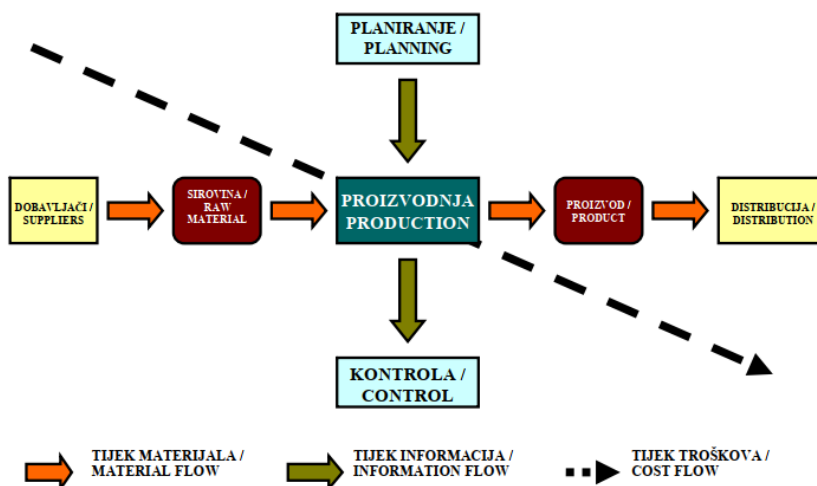 PLANIRANJE /
PLANNING
DOBAVLJAČI /
SUPPLIERS
SIROVINA /
RAW
MATERIAL
PROIZVODNJA
PRODUCTION
PROIZVOD /
PRODUCT
DISTRIBUCIJA /
DISTRIBUTION
KONTROLA /
CONTROL
TIJEK MATERIJALA /
MATERIAL FLOW
TIJEK INFORMACIJA /
INFORMATION FLOW
TIJEK TROŠKOVA /
COST FLOW